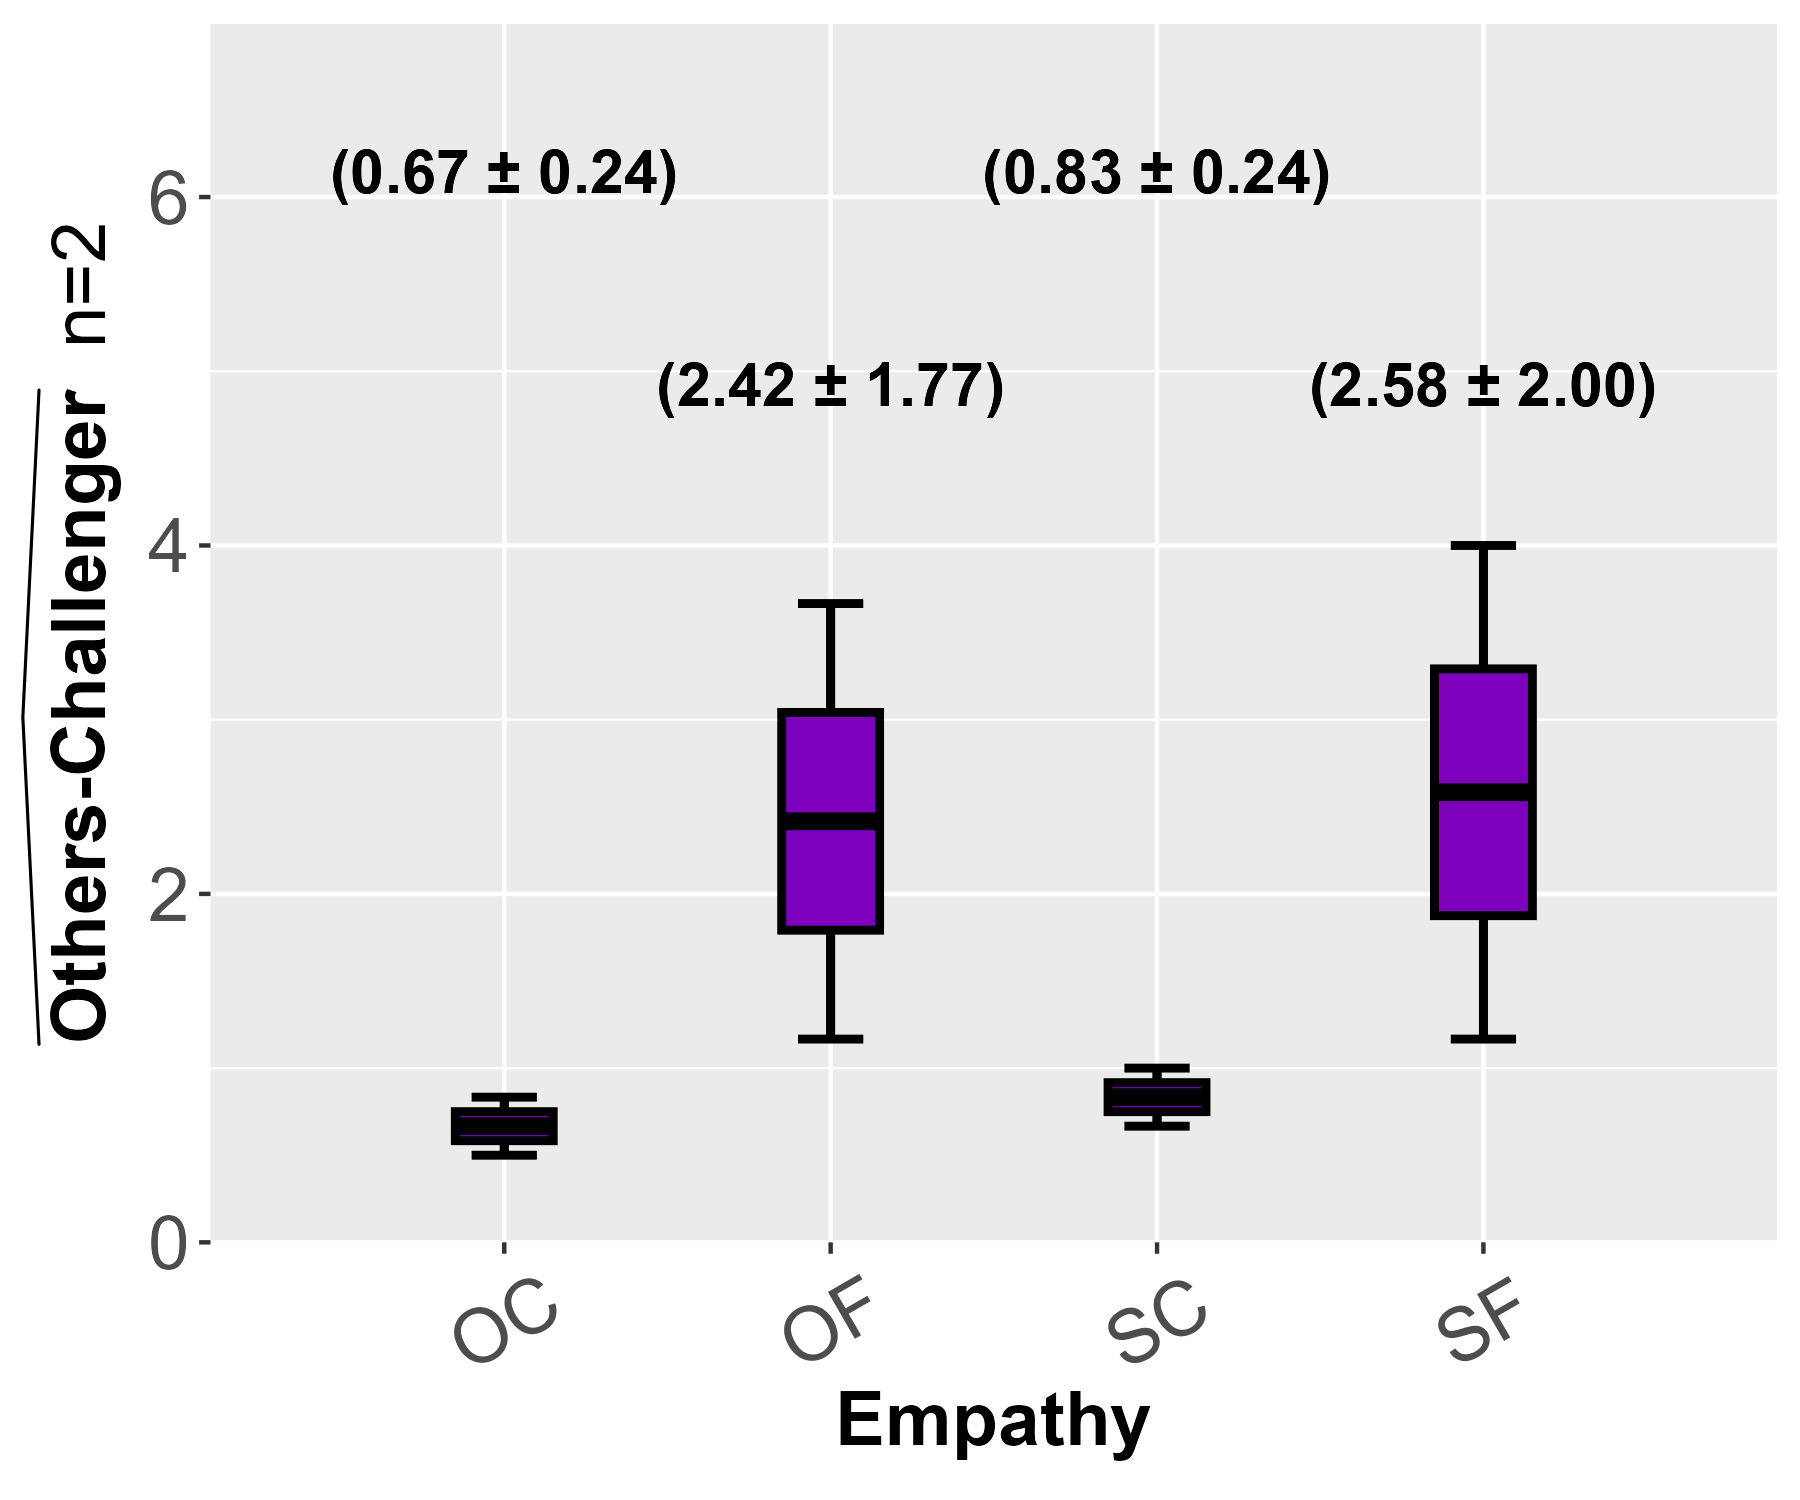 Others-Challenger n=2
6
4
2
0
(0.67 ± 0.24)
(0.83 ± 0.24)
(2.42 ± 1.77)
(2.58 ± 2.00)
OC
OF
SC
SF
Empathy